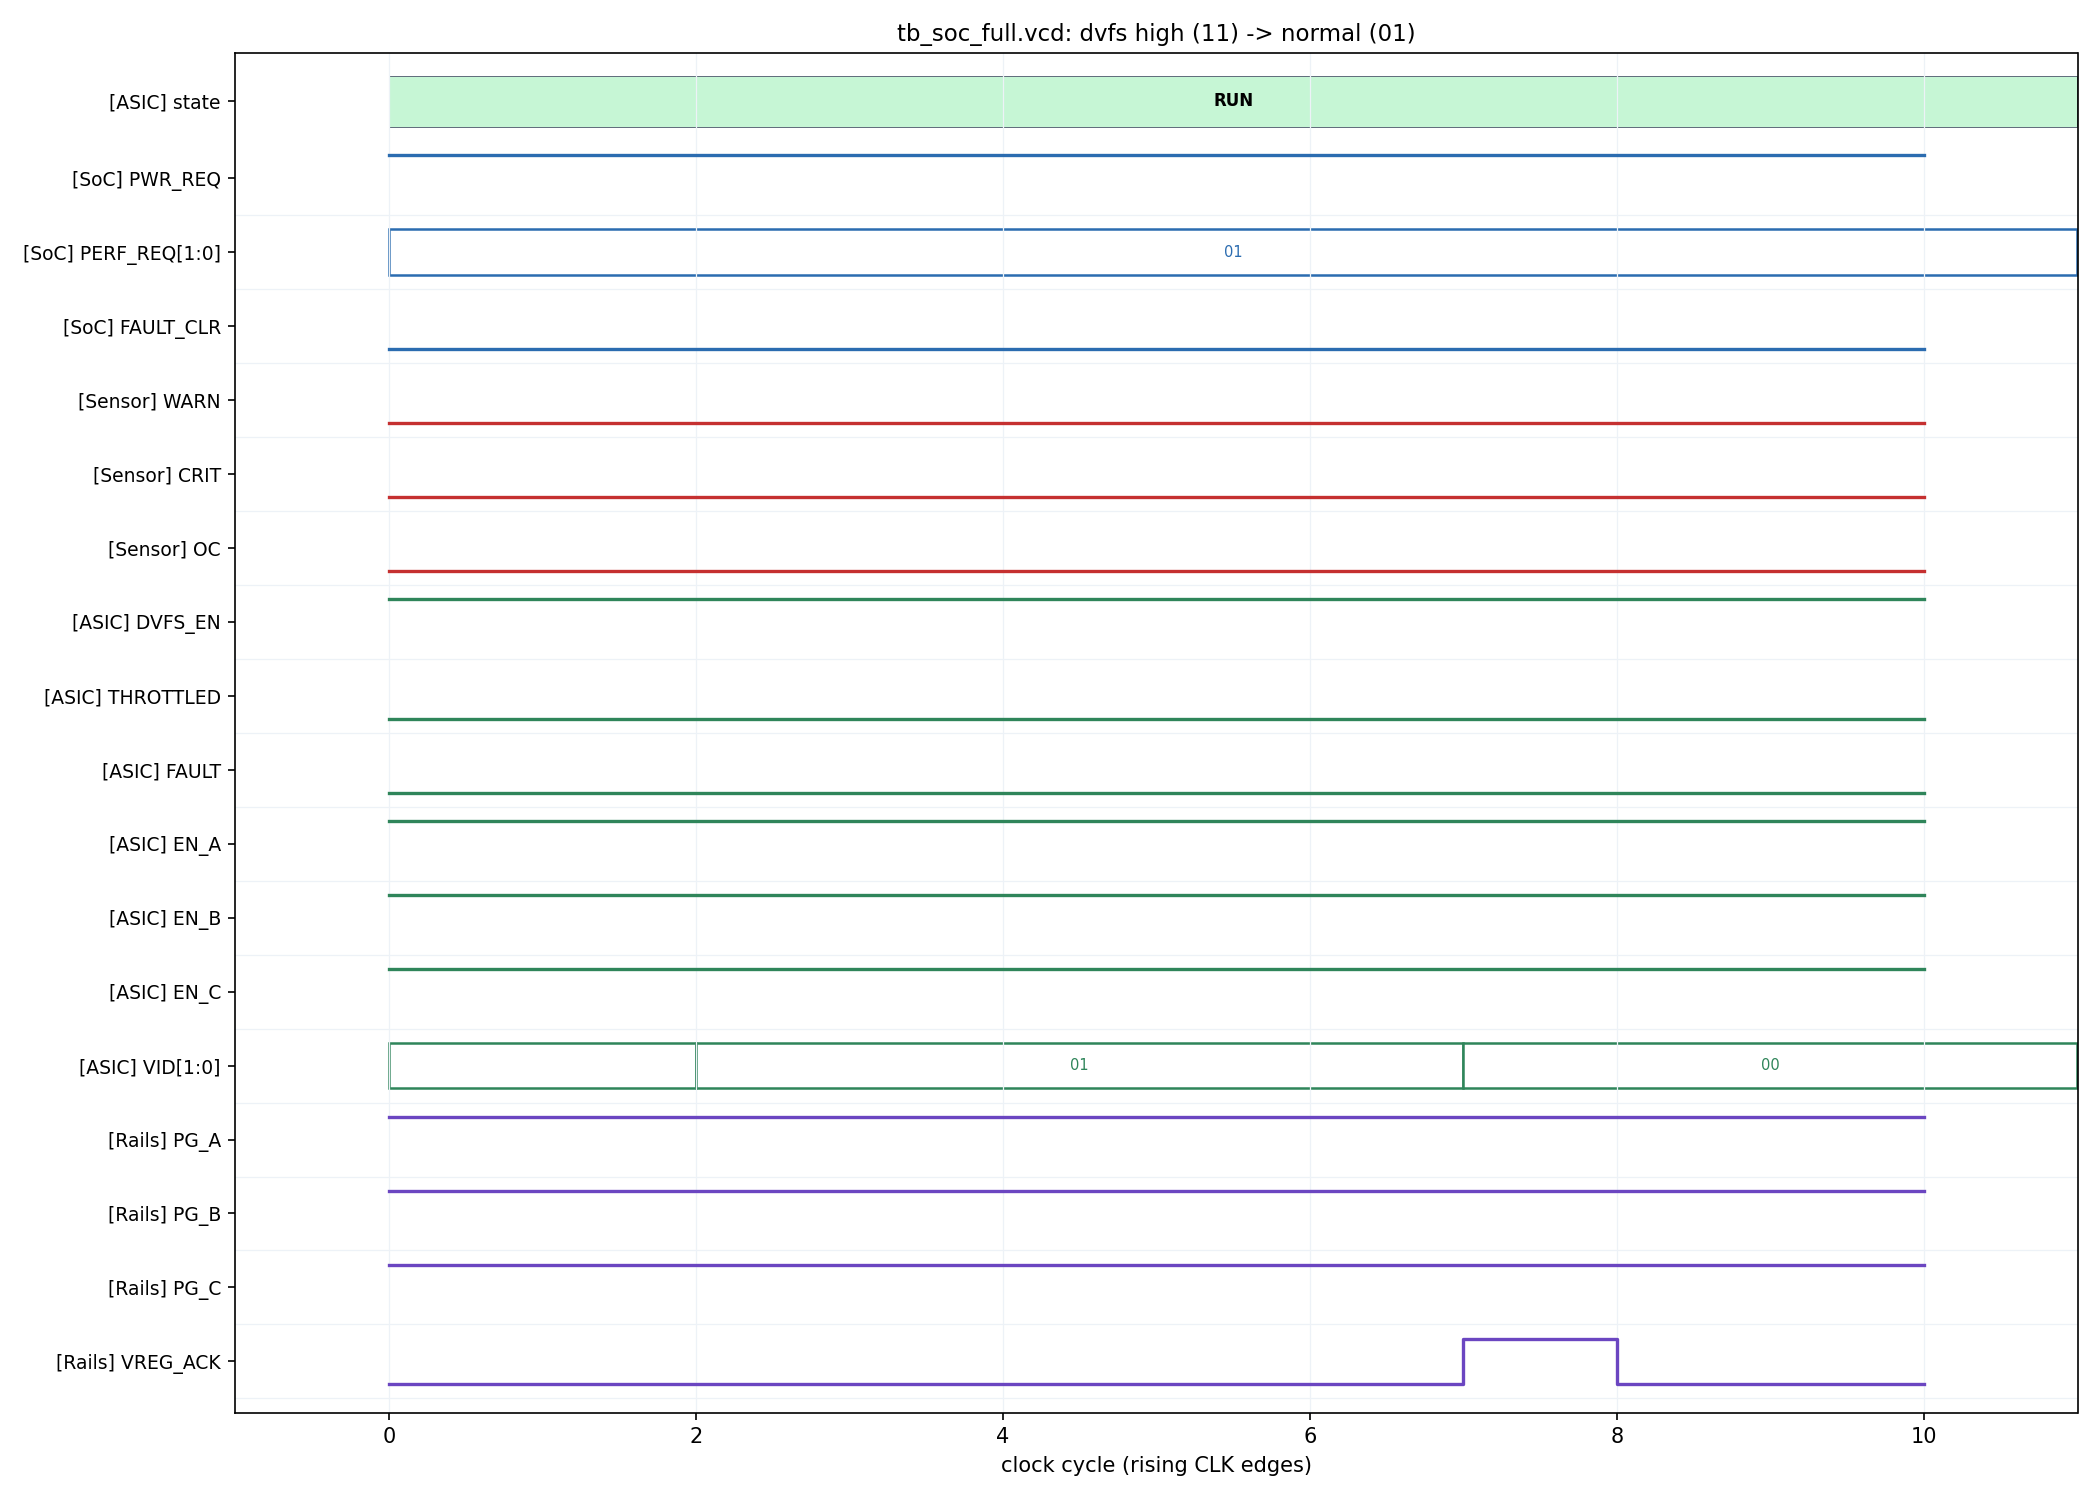 tb_soc_full.vcd: dvfs high (11) -> normal (01)
[ASIC] state
RUN
[SoC] PWR_REQ
[SoC] PERF_REQ[1:0]
01
[SoC] FAULT_CLR
[Sensor] WARN
[Sensor] CRIT
[Sensor] OC
[ASIC] DVFS_EN
[ASIC] THROTTLED
[ASIC] FAULT
[ASIC] EN_A
[ASIC] EN_B
[ASIC] EN_C
[ASIC] VID[1:0]
01
00
[Rails] PG_A
[Rails] PG_B
[Rails] PG_C
[Rails] VREG_ACK
0 2 4 6 8 10
clock cycle (rising CLK edges)